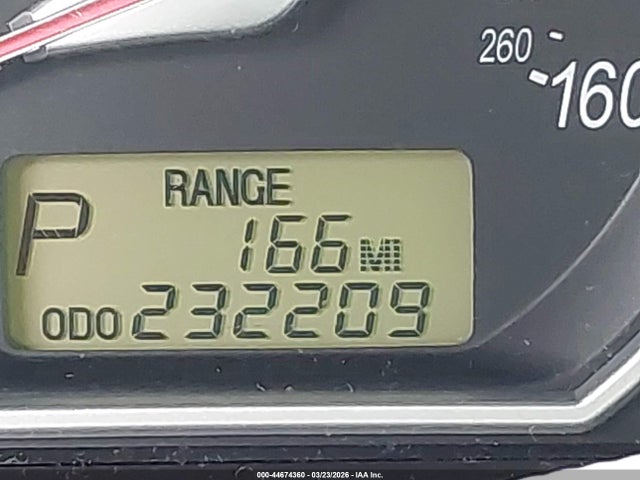 260
160
P
RANGE
166 MI
ODO 232209
000-44674360 - 03/23/2026 - IAA Inc.